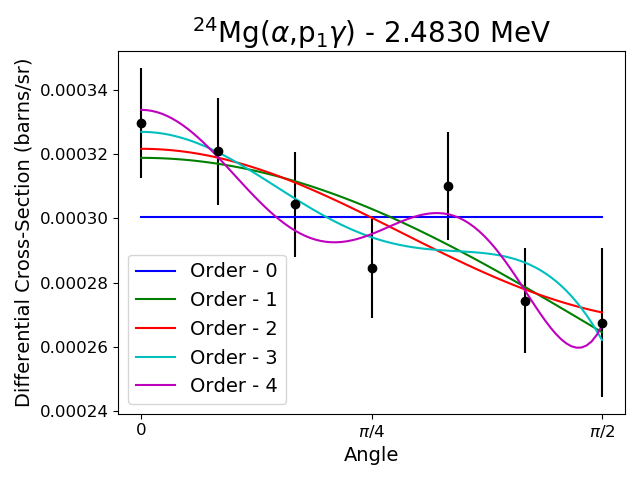 ²⁴Mg(α,p₁γ) - 2.4830 MeV
Differential Cross-Section (barns/sr)
0.00034
0.00032
0.00030
0.00028
0.00026
0.00024
Order - 0
Order - 1
Order - 2
Order - 3
Order - 4
0 π/4 π/2
Angle